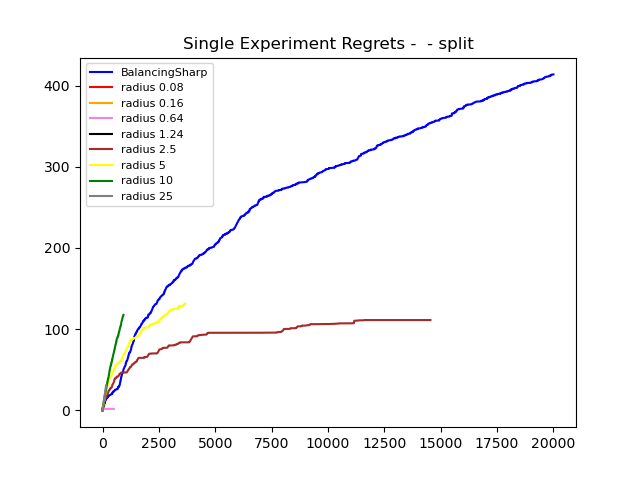 Single Experiment Regrets -  - split
BalancingSharp
radius 0.08
radius 0.16
radius 0.64
radius 1.24
radius 2.5
radius 5
radius 10
radius 25
400
300
200
100
0
0 2500 5000 7500 10000 12500 15000 17500 20000